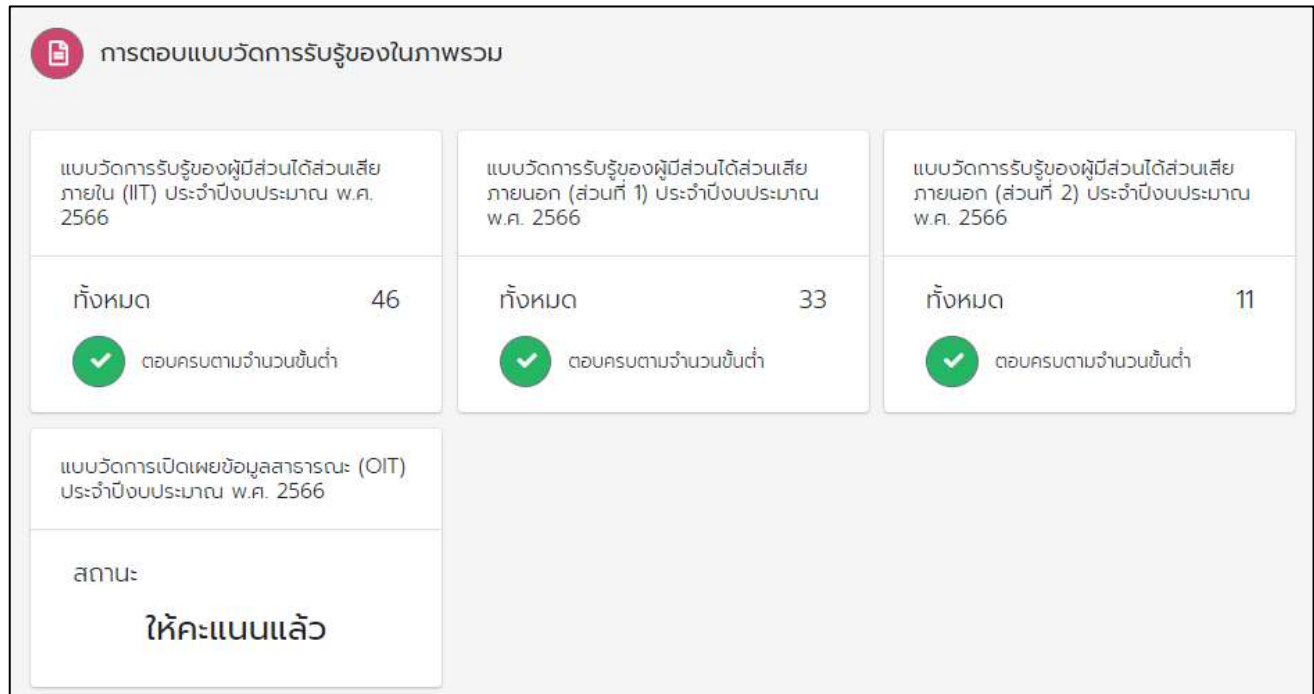 การตอบแบบวัดการรับรู้ของในภาพรวม
แบบวัดการรับรู้ของผู้มีส่วนได้ส่วนเสีย
ภายใน (IIT) ประจำปีงบประมาณ พ.ศ.
2566
ทั้งหมด 46
ตอบครบตามจำนวนขั้นต่ำ
แบบวัดการรับรู้ของผู้มีส่วนได้ส่วนเสีย
ภายนอก (ส่วนที่ 1) ประจำปีงบประมาณ
พ.ศ. 2566
ทั้งหมด 33
ตอบครบตามจำนวนขั้นต่ำ
แบบวัดการรับรู้ของผู้มีส่วนได้ส่วนเสีย
ภายนอก (ส่วนที่ 2) ประจำปีงบประมาณ
พ.ศ. 2566
ทั้งหมด 11
ตอบครบตามจำนวนขั้นต่ำ
แบบวัดการเปิดเผยข้อมูลสาธารณะ (OIT)
ประจำปีงบประมาณ พ.ศ. 2566
สถานะ
ให้คะแนนแล้ว